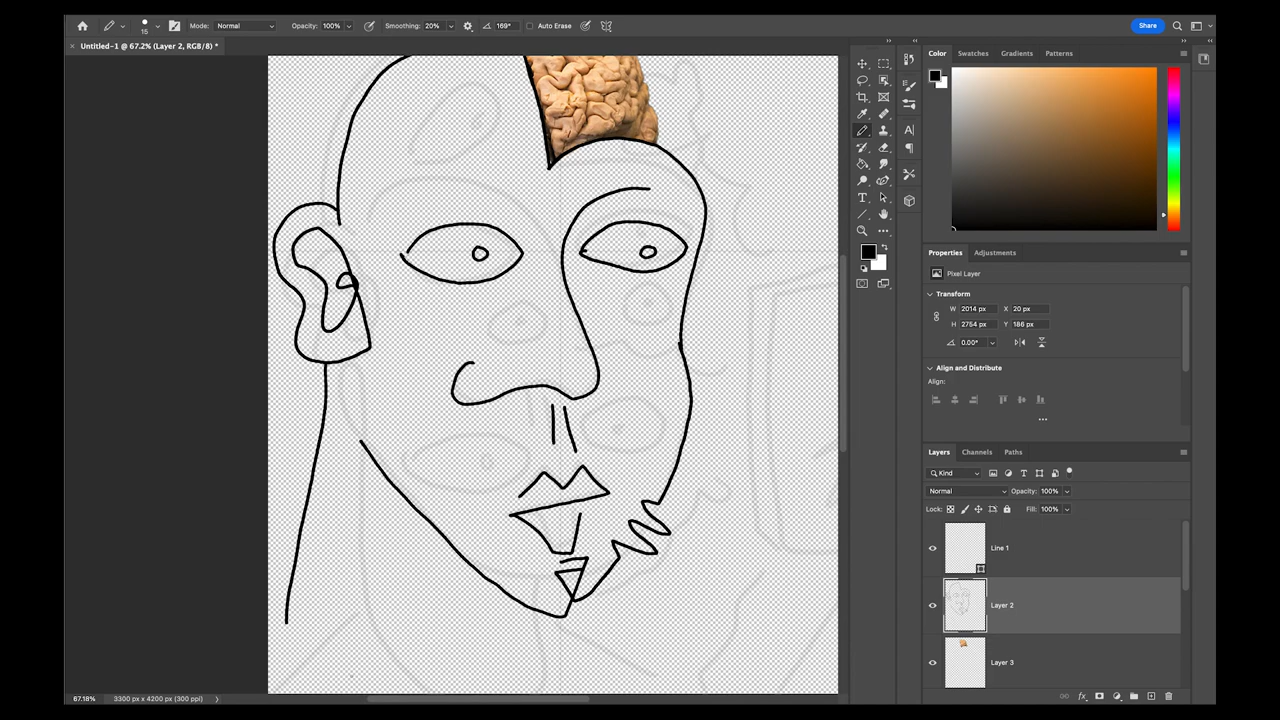 15 Mode: Normal Opacity: 100% Smoothing: 20% 169° Auto Erase Share
Untitled-1 @ 67.2% (Layer 2, RGB/8) *
Color Swatches Gradients Patterns
Properties Adjustments
Pixel Layer
Transform
W 2014 px X 20 px
H 2754 px Y 186 px
0.00°
Align and Distribute
Align:
Layers Channels Paths
Kind
Normal Opacity: 100%
Lock: Fill: 100%
Line 1
Layer 2
Layer 3
67.18% 3300 px x 4200 px (300 ppi)